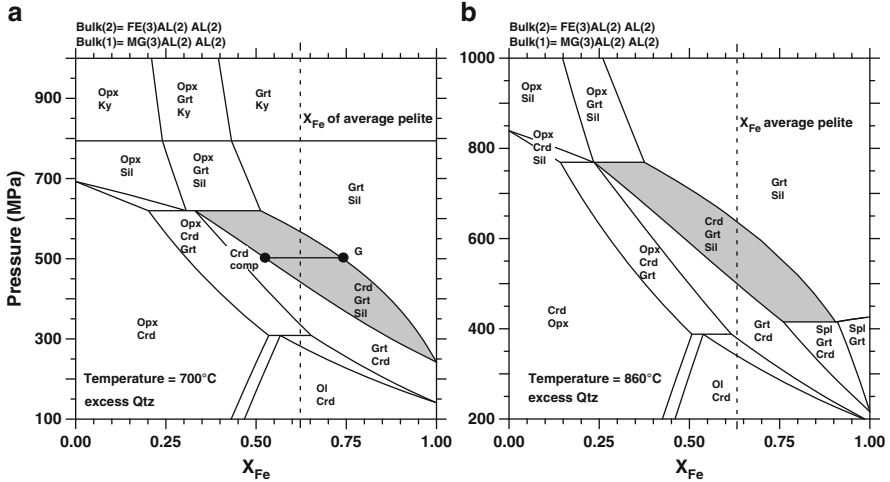 a
Bulk(2)= FE(3)AL(2) AL(2)
Bulk(1)= MG(3)AL(2) AL(2)
Pressure (MPa)
900
700
500
300
100
Opx
Ky
Opx
Grt
Ky
Grt
Ky
XFe of average pelite
Opx
Sil
Opx
Grt
Sil
Grt
Sil
Opx
Crd
Grt
Crd
comp
G
Crd
Grt
Sil
Opx
Crd
Grt
Crd
Temperature = 700°C
excess Qtz
Ol
Crd
0.00
0.25
0.50
0.75
1.00
XFe
b
Bulk(2)= FE(3)AL(2) AL(2)
Bulk(1)= MG(3)AL(2) AL(2)
1000
800
600
400
200
Opx
Sil
Opx
Grt
Sil
XFe average pelite
Opx
Crd
Sil
Grt
Sil
Crd
Grt
Sil
Opx
Crd
Grt
Crd
Opx
Grt
Crd
Spl
Grt
Crd
Spl
Grt
Temperature = 860°C
excess Qtz
Ol
Crd
0.00
0.25
0.50
0.75
1.00
XFe